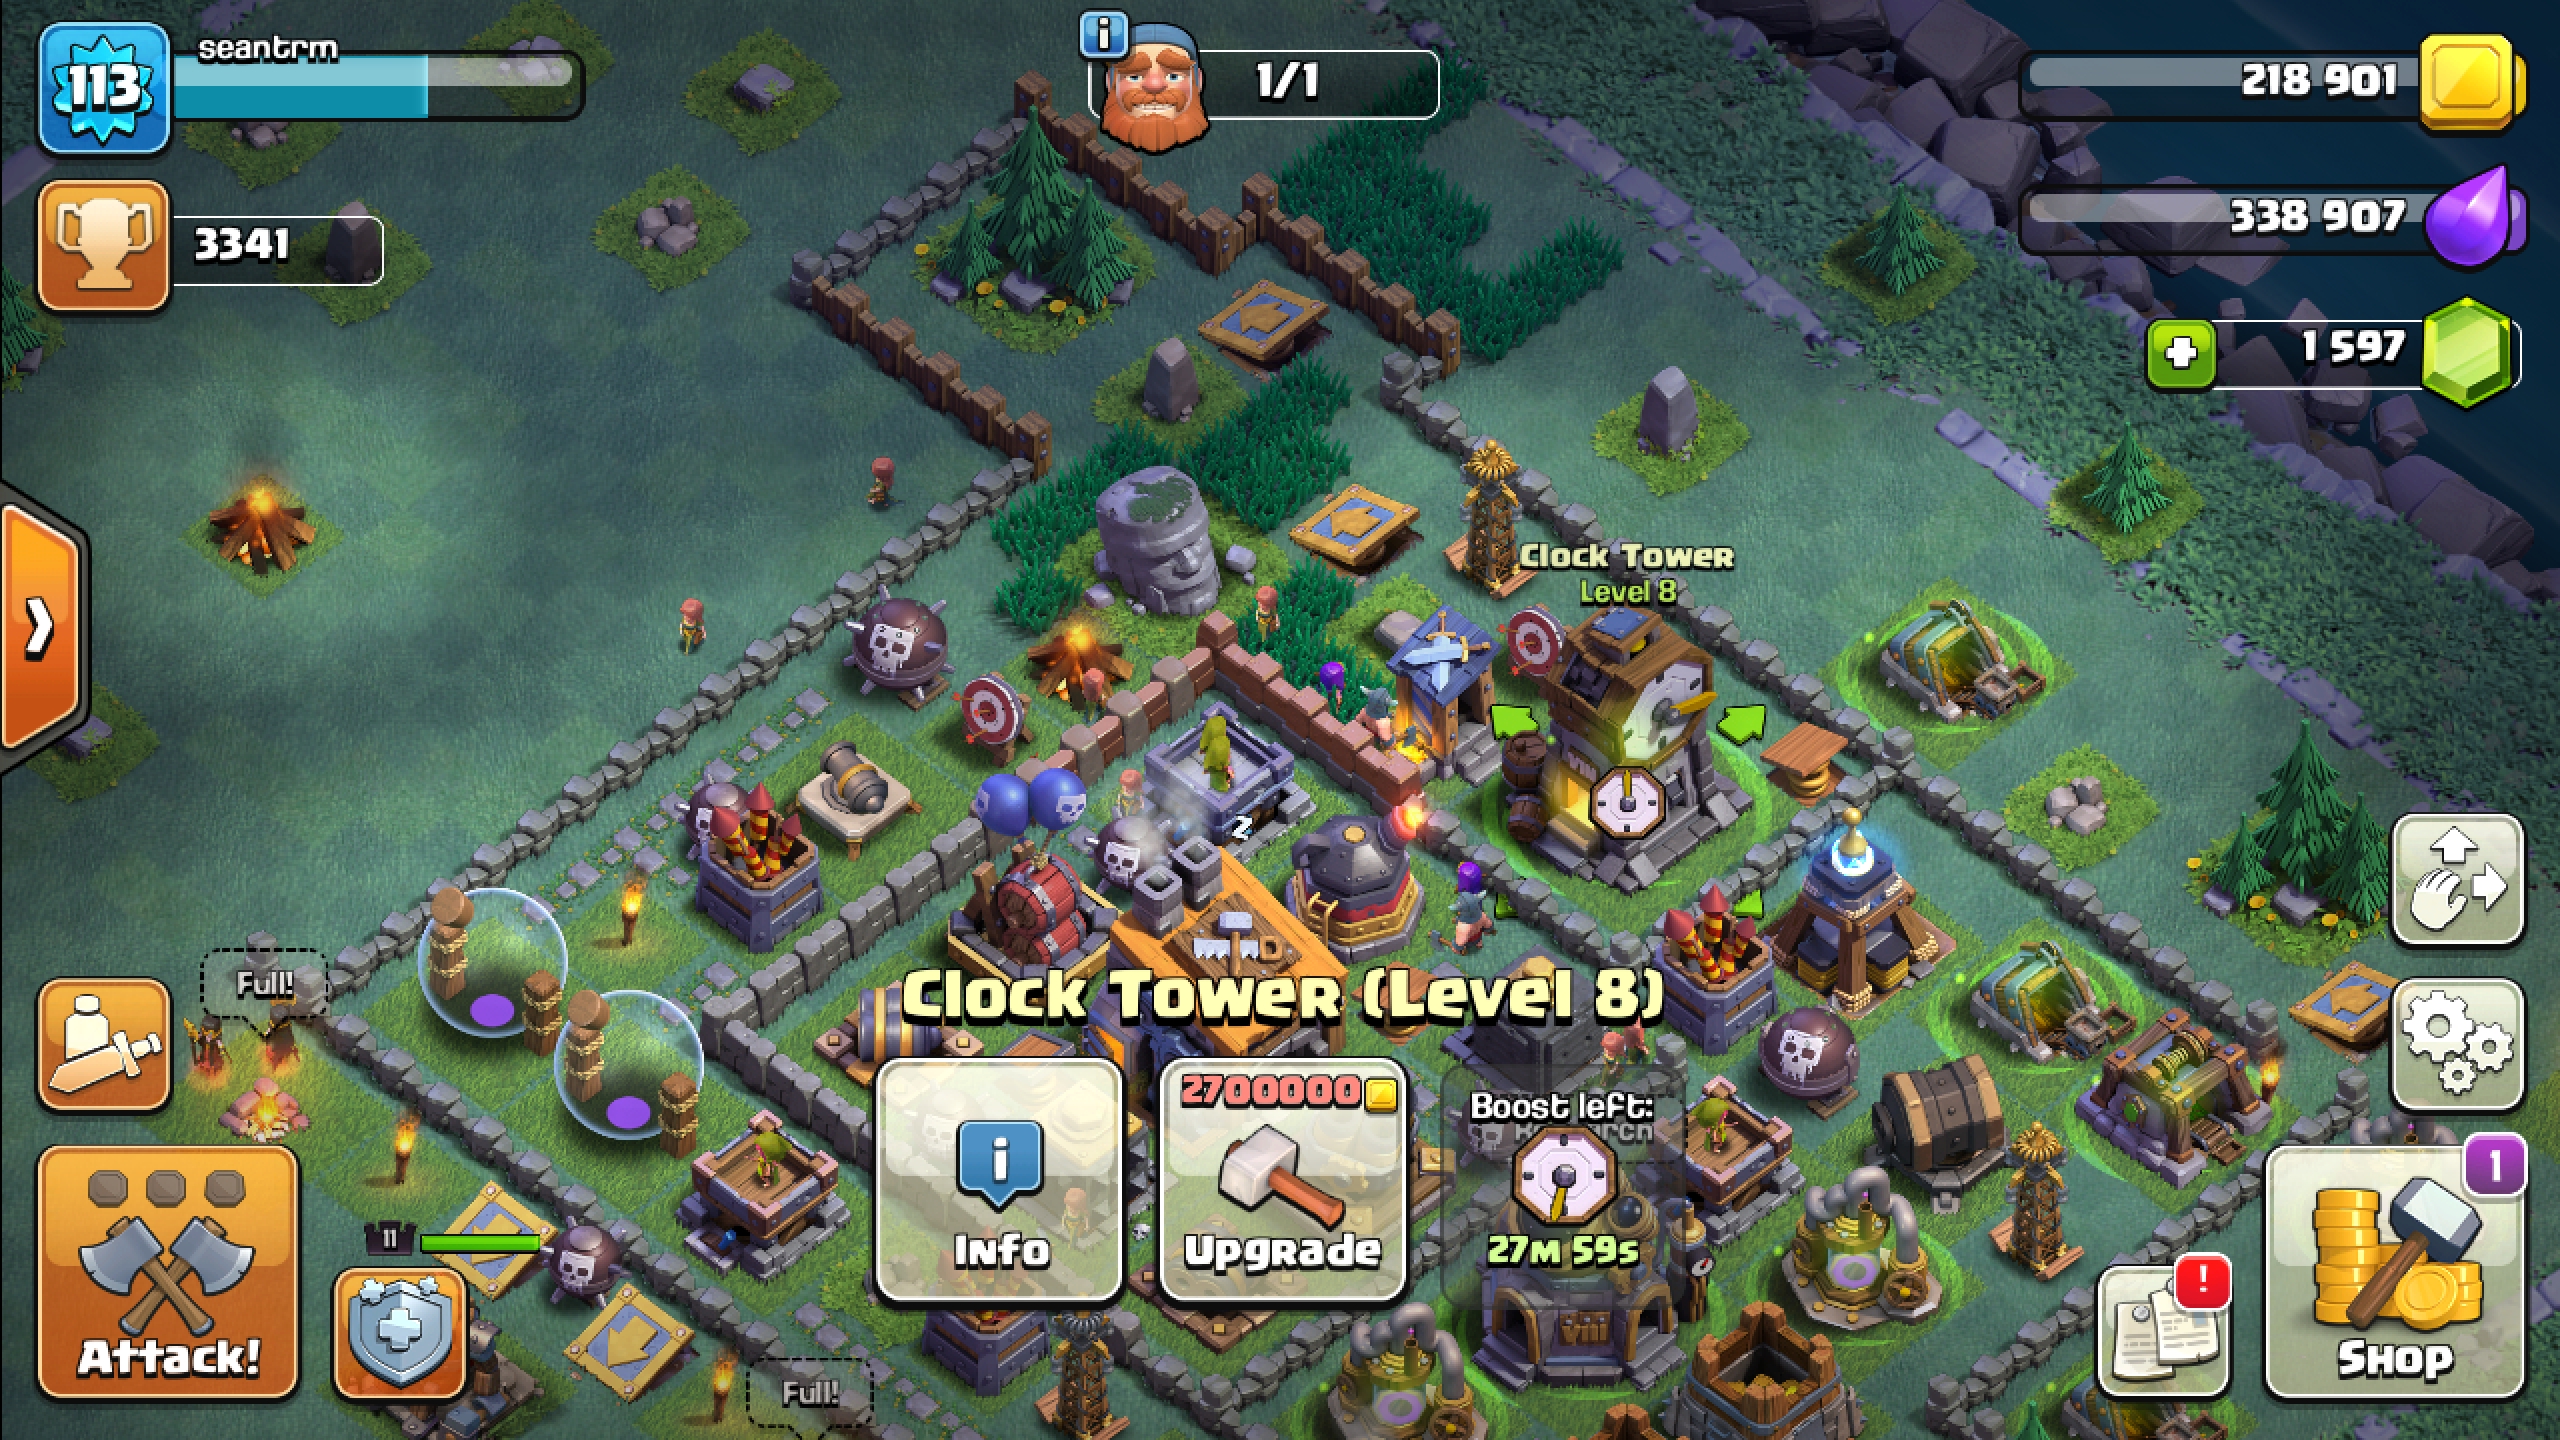 113
seantrm
1/1
218 901
3341
338 907
1 597
Clock Tower
Level 8
z
Full!
Clock Tower (Level 8)
2700000
Boost left:
Info
Upgrade
27M 59s
1
11
VIII
Attack!
Full!
!
Shop